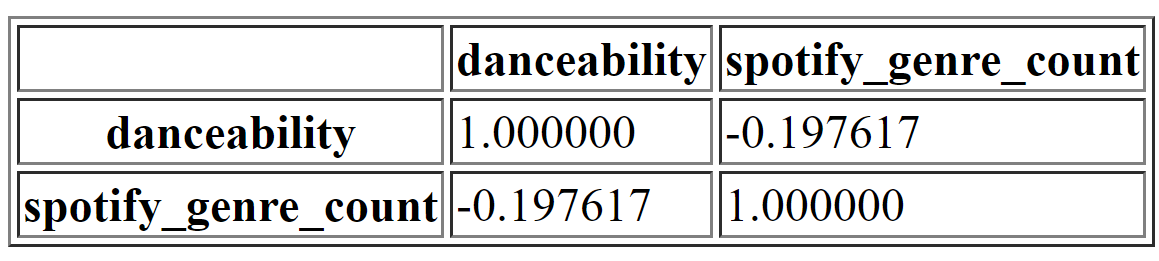 danceability spotify_genre_count
danceability 1.000000 -0.197617
spotify_genre_count -0.197617 1.000000